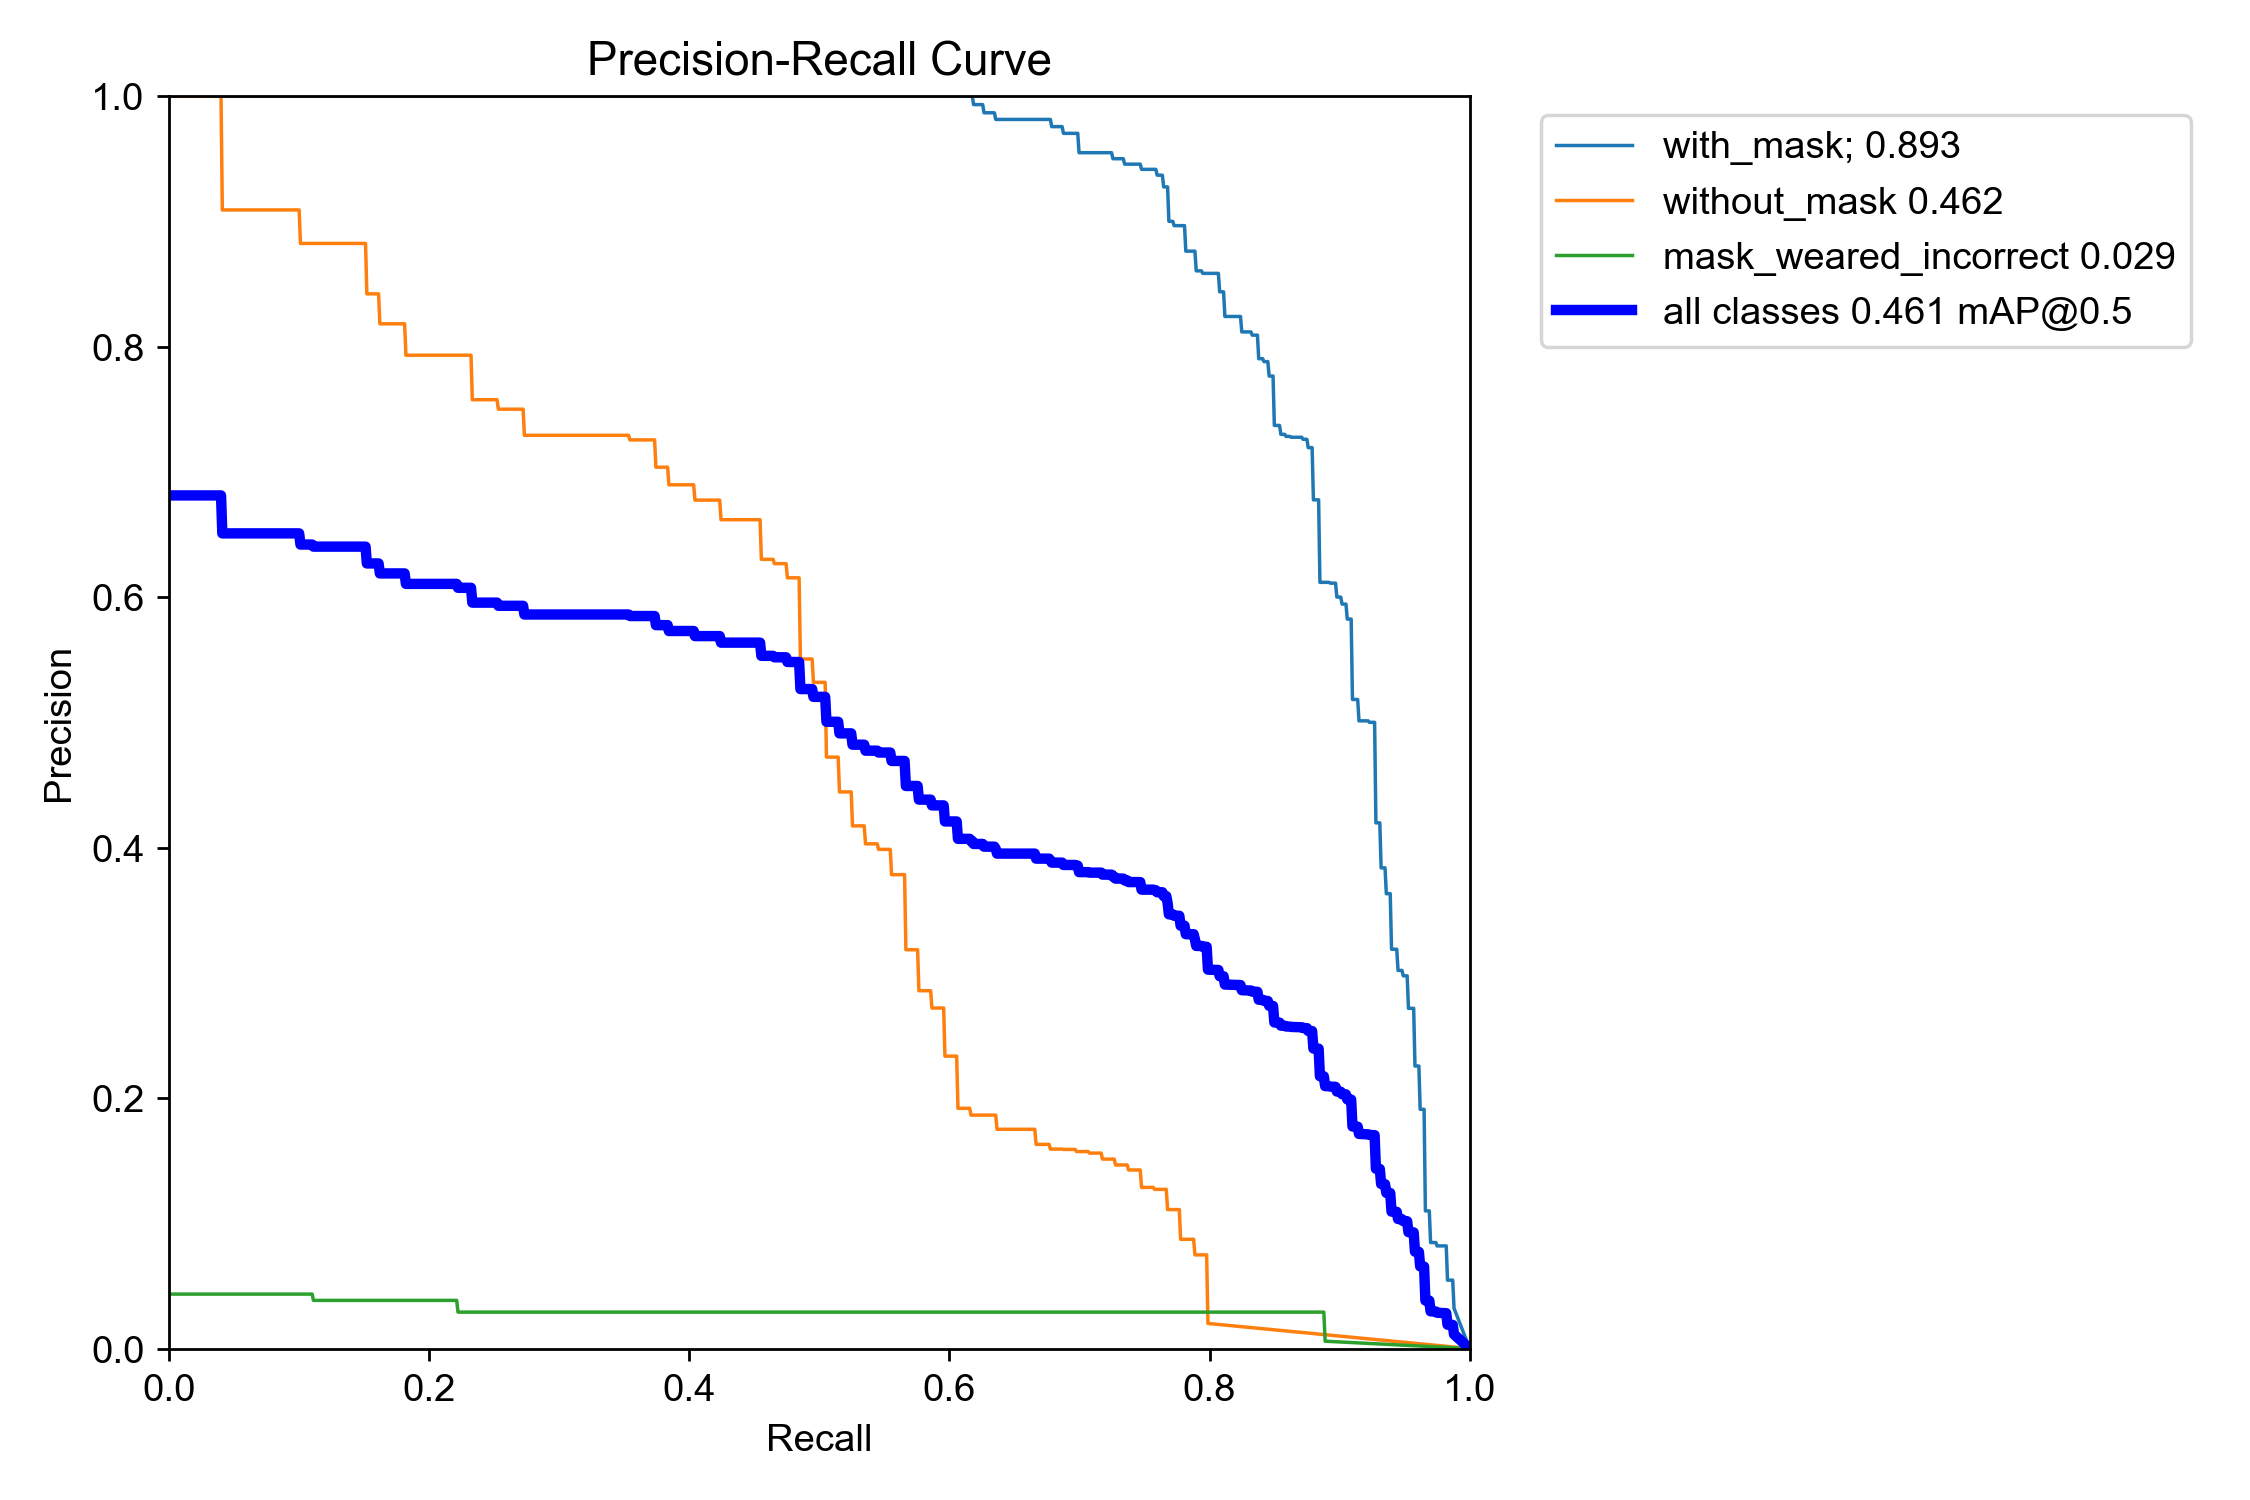 Precision-Recall Curve
1.0
0.8
0.6
0.4
0.2
0.0
Precision
0.0 0.2 0.4 0.6 0.8 1.0
Recall
with_mask; 0.893
without_mask 0.462
mask_weared_incorrect 0.029
all classes 0.461 mAP@0.5